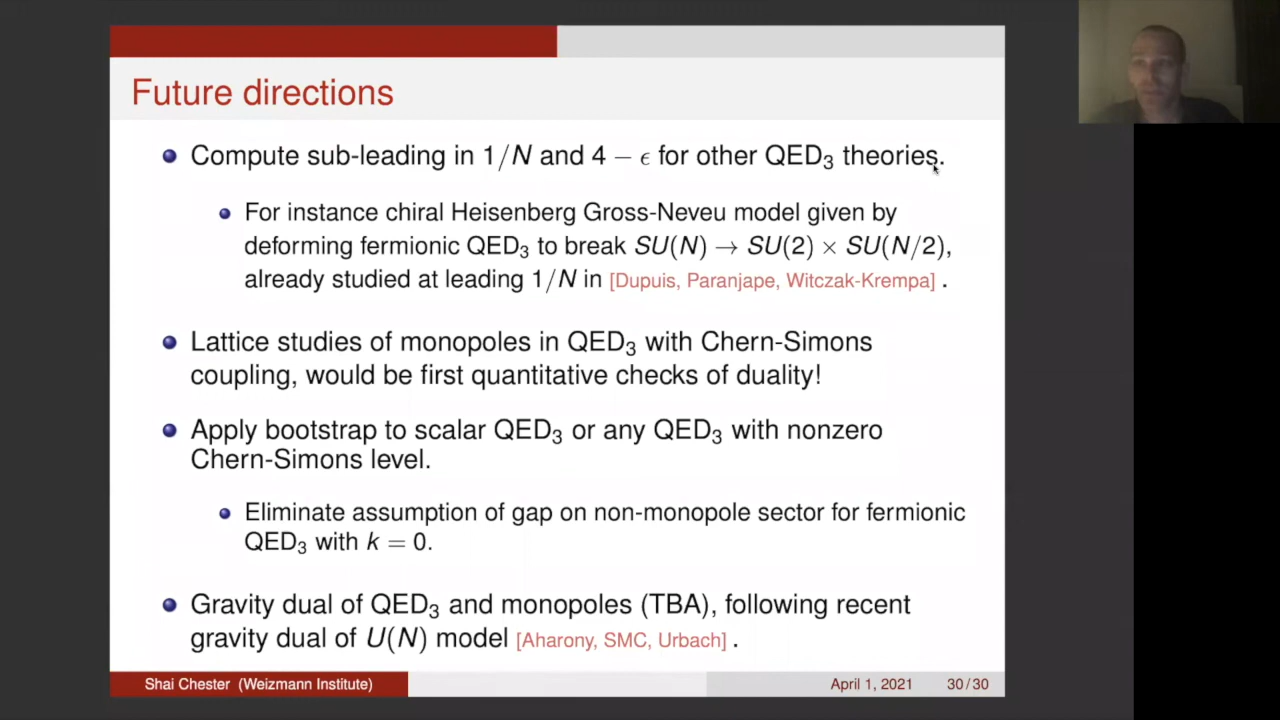 Future directions
Compute sub-leading in 1/N and 4 − ϵ for other QED₃ theories.
For instance chiral Heisenberg Gross-Neveu model given by
deforming fermionic QED₃ to break SU(N) → SU(2) × SU(N/2),
already studied at leading 1/N in [Dupuis, Paranjape, Witczak-Krempa] .
Lattice studies of monopoles in QED₃ with Chern-Simons
coupling, would be first quantitative checks of duality!
Apply bootstrap to scalar QED₃ or any QED₃ with nonzero
Chern-Simons level.
Eliminate assumption of gap on non-monopole sector for fermionic
QED₃ with k = 0.
Gravity dual of QED₃ and monopoles (TBA), following recent
gravity dual of U(N) model [Aharony, SMC, Urbach] .
Shai Chester (Weizmann Institute) April 1, 2021 30/30